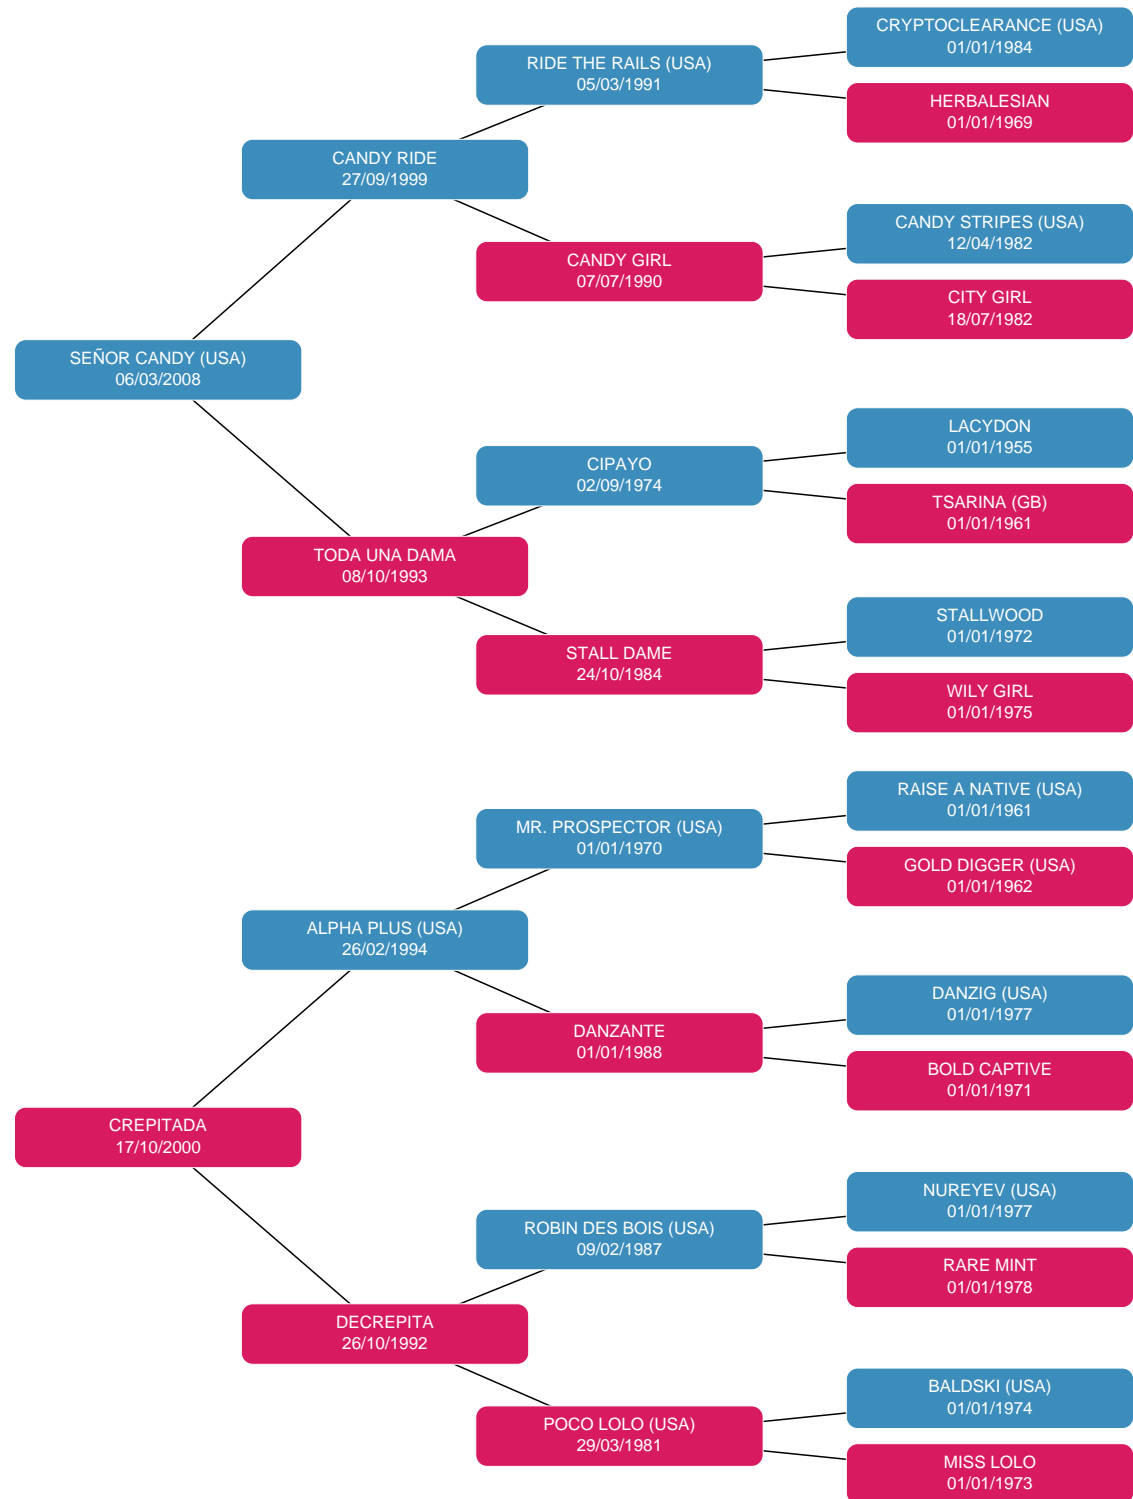 CRYPTOCLEARANCE (USA)
01/01/1984
RIDE THE RAILS (USA)
05/03/1991
HERBALESIAN
01/01/1969
CANDY RIDE
27/09/1999
CANDY STRIPES (USA)
12/04/1982
CANDY GIRL
07/07/1990
CITY GIRL
18/07/1982
SEÑOR CANDY (USA)
06/03/2008
LACYDON
01/01/1955
CIPAYO
02/09/1974
TSARINA (GB)
01/01/1961
TODA UNA DAMA
08/10/1993
STALLWOOD
01/01/1972
STALL DAME
24/10/1984
WILY GIRL
01/01/1975
RAISE A NATIVE (USA)
01/01/1961
MR. PROSPECTOR (USA)
01/01/1970
GOLD DIGGER (USA)
01/01/1962
ALPHA PLUS (USA)
26/02/1994
DANZIG (USA)
01/01/1977
DANZANTE
01/01/1988
BOLD CAPTIVE
01/01/1971
CREPITADA
17/10/2000
NUREYEV (USA)
01/01/1977
ROBIN DES BOIS (USA)
09/02/1987
RARE MINT
01/01/1978
DECREPITA
26/10/1992
BALDSKI (USA)
01/01/1974
POCO LOLO (USA)
29/03/1981
MISS LOLO
01/01/1973